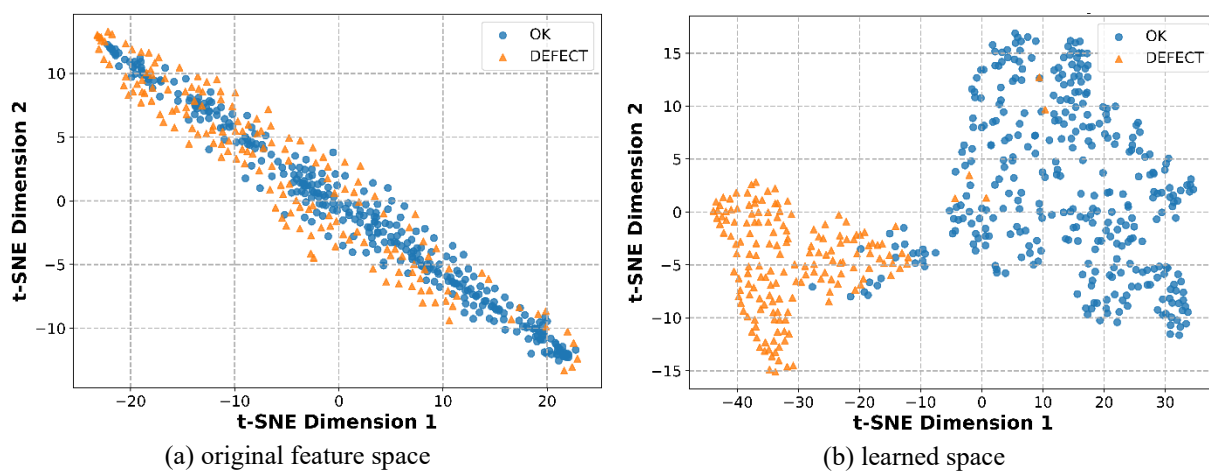 OK
DEFECT
10
5
0
−5
−10
t-SNE Dimension 2
−20
−10
0
10
20
t-SNE Dimension 1
(a) original feature space
OK
DEFECT
15
10
5
0
−5
−10
−15
t-SNE Dimension 2
−40
−30
−20
−10
0
10
20
30
t-SNE Dimension 1
(b) learned space